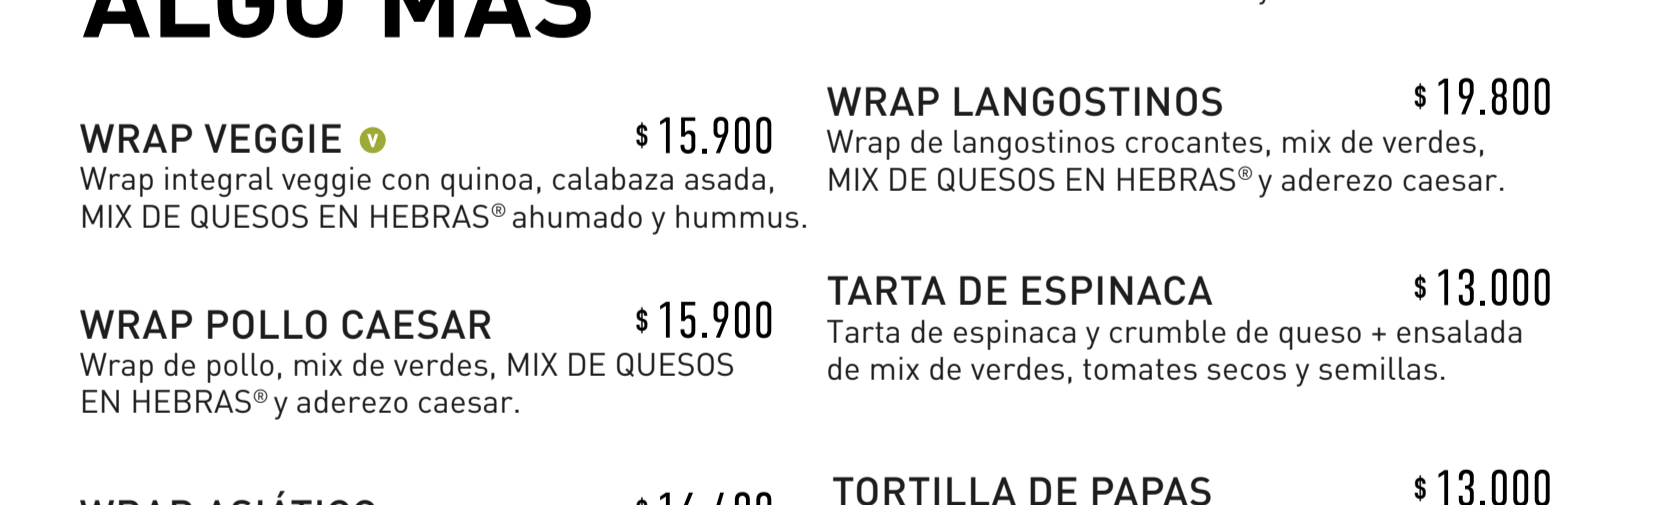 ALGO MÁS
WRAP VEGGIE V $ 15.900
Wrap integral veggie con quinoa, calabaza asada,
MIX DE QUESOS EN HEBRAS® ahumado y hummus.
WRAP POLLO CAESAR $ 15.900
Wrap de pollo, mix de verdes, MIX DE QUESOS
EN HEBRAS® y aderezo caesar.
WRAP ASIÁTICO
WRAP LANGOSTINOS $ 19.800
Wrap de langostinos crocantes, mix de verdes,
MIX DE QUESOS EN HEBRAS® y aderezo caesar.
TARTA DE ESPINACA $ 13.000
Tarta de espinaca y crumble de queso + ensalada
de mix de verdes, tomates secos y semillas.
TORTILLA DE PAPAS $ 13.000